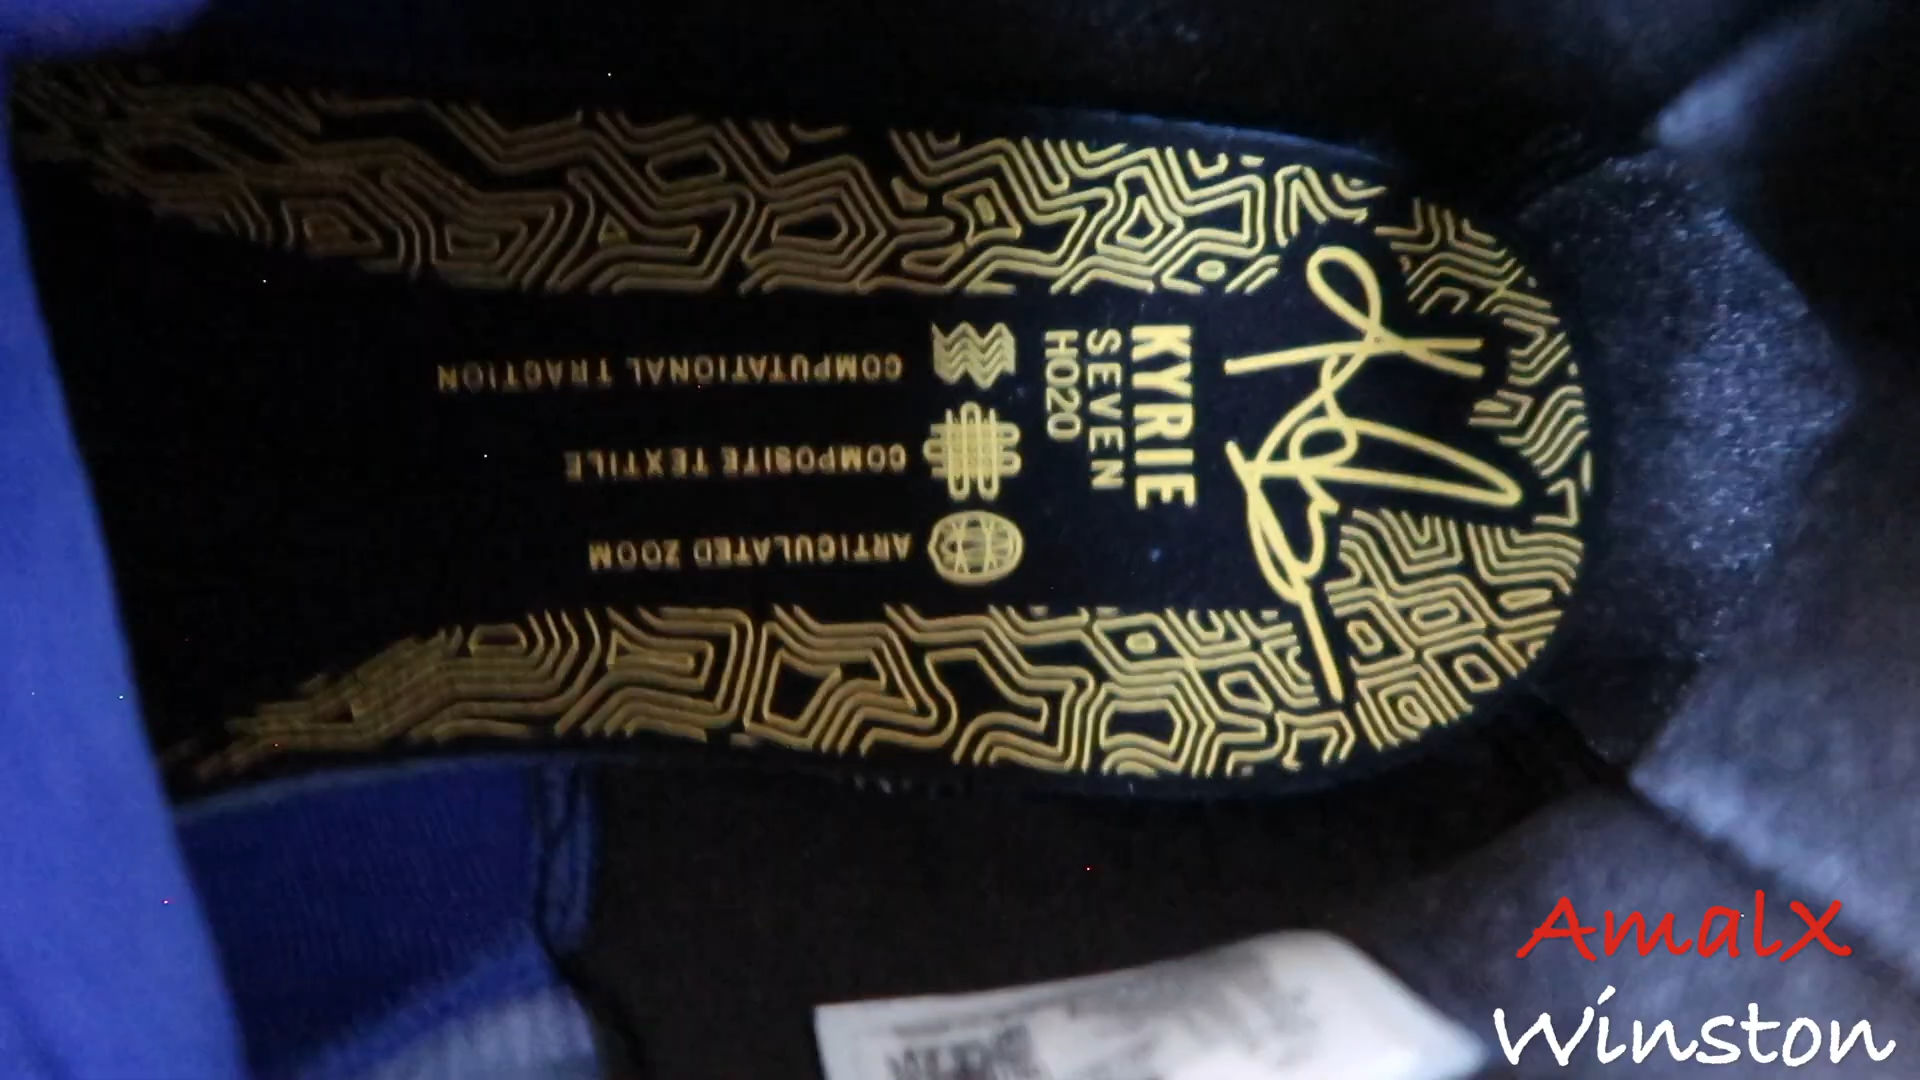 KYRIE
SEVEN
HO20
COMPUTATIONAL TRACTION
COMPOSITE TEXTILE
ARTICULATED ZOOM
AmalX
Winston